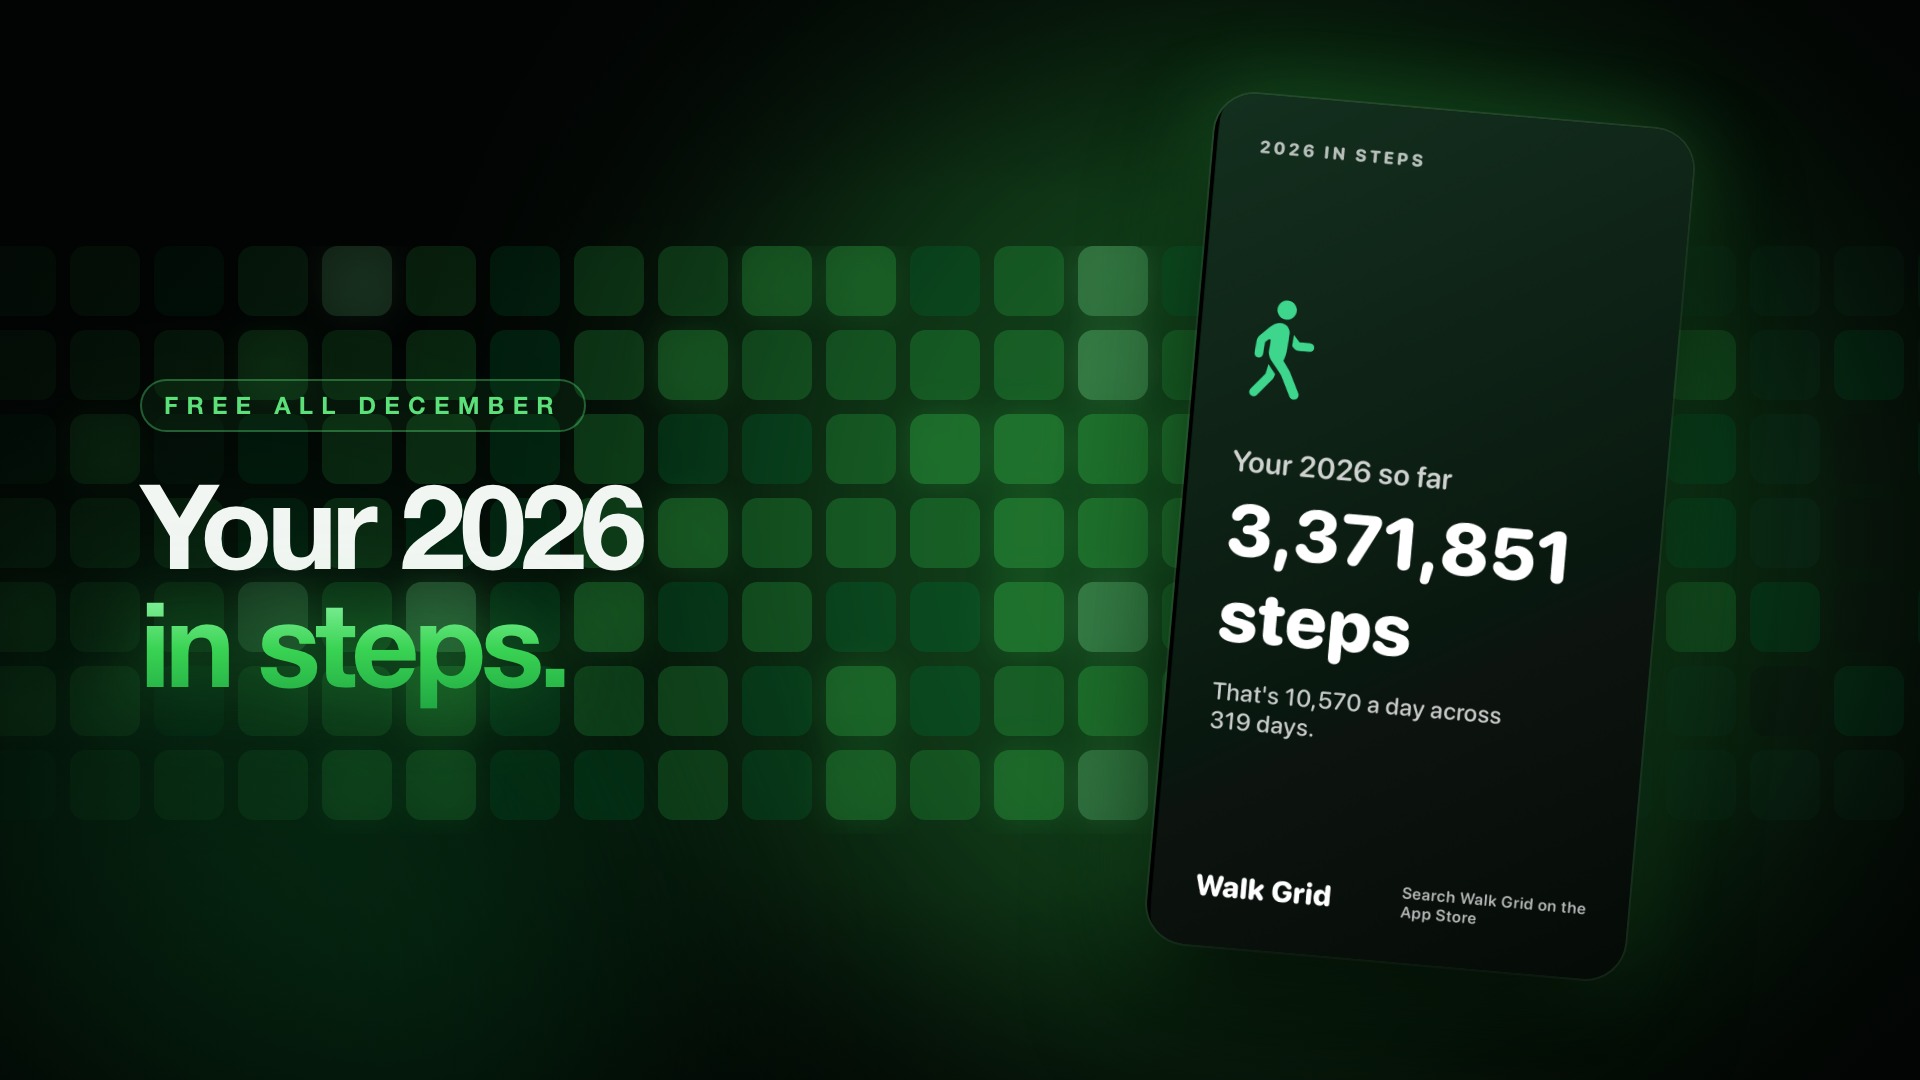 FREE ALL DECEMBER
Your 2026
in steps.
2026 IN STEPS
Your 2026 so far
3,371,851
steps
That's 10,570 a day across
319 days.
Walk Grid
Search Walk Grid on the
App Store